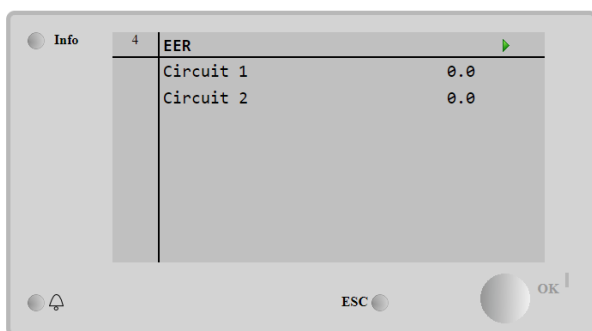 Info
4 EER
Circuit 1 0.0
Circuit 2 0.0
ESC
OK